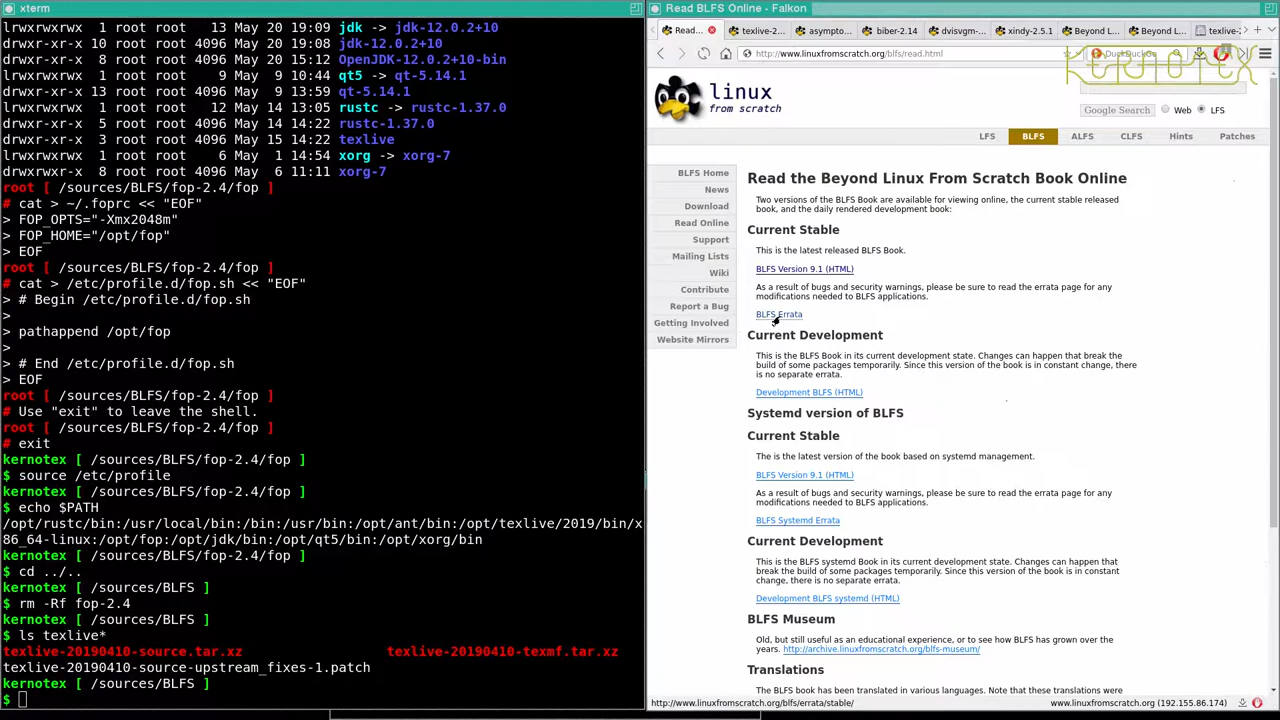 xterm
lrwxrwxrwx  1 root root   13 May 20 19:09 jdk -> jdk-12.0.2+10
drwxr-xr-x 10 root root 4096 May 20 19:08 jdk-12.0.2+10
drwxr-xr-x  8 root root 4096 May 20 15:12 OpenJDK-12.0.2+10-bin
lrwxrwxrwx  1 root root    9 May  9 10:44 qt5 -> qt-5.14.1
drwxr-xr-x 13 root root 4096 May  9 13:59 qt-5.14.1
lrwxrwxrwx  1 root root   12 May 14 13:05 rustc -> rustc-1.37.0
drwxr-xr-x  5 root root 4096 May 14 14:22 rustc-1.37.0
drwxr-xr-x  3 root root 4096 May 15 14:22 texlive
lrwxrwxrwx  1 root root    6 May  1 14:54 xorg -> xorg-7
drwxr-xr-x  8 root root 4096 May  6 11:11 xorg-7
root [ /sources/BLFS/fop-2.4/fop ]
# cat > ~/.foprc << "EOF"
> FOP_OPTS="-Xmx2048m"
> FOP_HOME="/opt/fop"
> EOF
root [ /sources/BLFS/fop-2.4/fop ]
# cat > /etc/profile.d/fop.sh << "EOF"
> # Begin /etc/profile.d/fop.sh
>
> pathappend /opt/fop
>
> # End /etc/profile.d/fop.sh
> EOF
root [ /sources/BLFS/fop-2.4/fop ]
# Use "exit" to leave the shell.
root [ /sources/BLFS/fop-2.4/fop ]
# exit
kernotex [ /sources/BLFS/fop-2.4/fop ]
$ source /etc/profile
kernotex [ /sources/BLFS/fop-2.4/fop ]
$ echo $PATH
/opt/rustc/bin:/usr/local/bin:/bin:/usr/bin:/opt/ant/bin:/opt/texlive/2019/bin/x
86_64-linux:/opt/fop:/opt/jdk/bin:/opt/qt5/bin:/opt/xorg/bin
kernotex [ /sources/BLFS/fop-2.4/fop ]
$ cd ../..
kernotex [ /sources/BLFS ]
$ rm -Rf fop-2.4
kernotex [ /sources/BLFS ]
$ ls texlive*
texlive-20190410-source.tar.xz texlive-20190410-texmf.tar.xz
texlive-20190410-source-upstream_fixes-1.patch
kernotex [ /sources/BLFS ]
$
Read BLFS Online - Falkon
Read... texlive-2... asympto... biber-2.14 dvisvgm-... xindy-2.5.1 Beyond L... Beyond L... texlive-2
http://www.linuxfromscratch.org/blfs/read.html DuckDuckGo
KERNOTEX
linux
from scratch
Google Search Web LFS
LFS BLFS ALFS CLFS Hints Patches
BLFS Home
News
Download
Read Online
Support
Mailing Lists
Wiki
Contribute
Report a Bug
Getting Involved
Website Mirrors
Read the Beyond Linux From Scratch Book Online
Two versions of the BLFS Book are available for viewing online, the current stable released
book, and the daily rendered development book:
Current Stable
This is the latest released BLFS Book.
BLFS Version 9.1 (HTML)
As a result of bugs and security warnings, please be sure to read the errata page for any
modifications needed to BLFS applications.
BLFS Errata
Current Development
This is the BLFS Book in its current development state. Changes can happen that break the
build of some packages temporarily. Since this version of the book is in constant change, there
is no separate errata.
Development BLFS (HTML)
Systemd version of BLFS
Current Stable
The is the latest version of the book based on systemd management.
BLFS Version 9.1 (HTML)
As a result of bugs and security warnings, please be sure to read the errata page for any
modifications needed to BLFS applications.
BLFS Systemd Errata
Current Development
This is the BLFS systemd Book in its current development state. Changes can happen that
break the build of some packages temporarily. Since this version of the book is in constant
change, there is no separate errata.
Development BLFS systemd (HTML)
BLFS Museum
Old, but still useful as an educational experience, or to see how BLFS has grown over the
years. http://archive.linuxfromscratch.org/blfs-museum/
Translations
The BLFS book has been translated in various languages. Note that these translations were
http://www.linuxfromscratch.org/blfs/errata/stable/ www.linuxfromscratch.org (192.155.86.174)